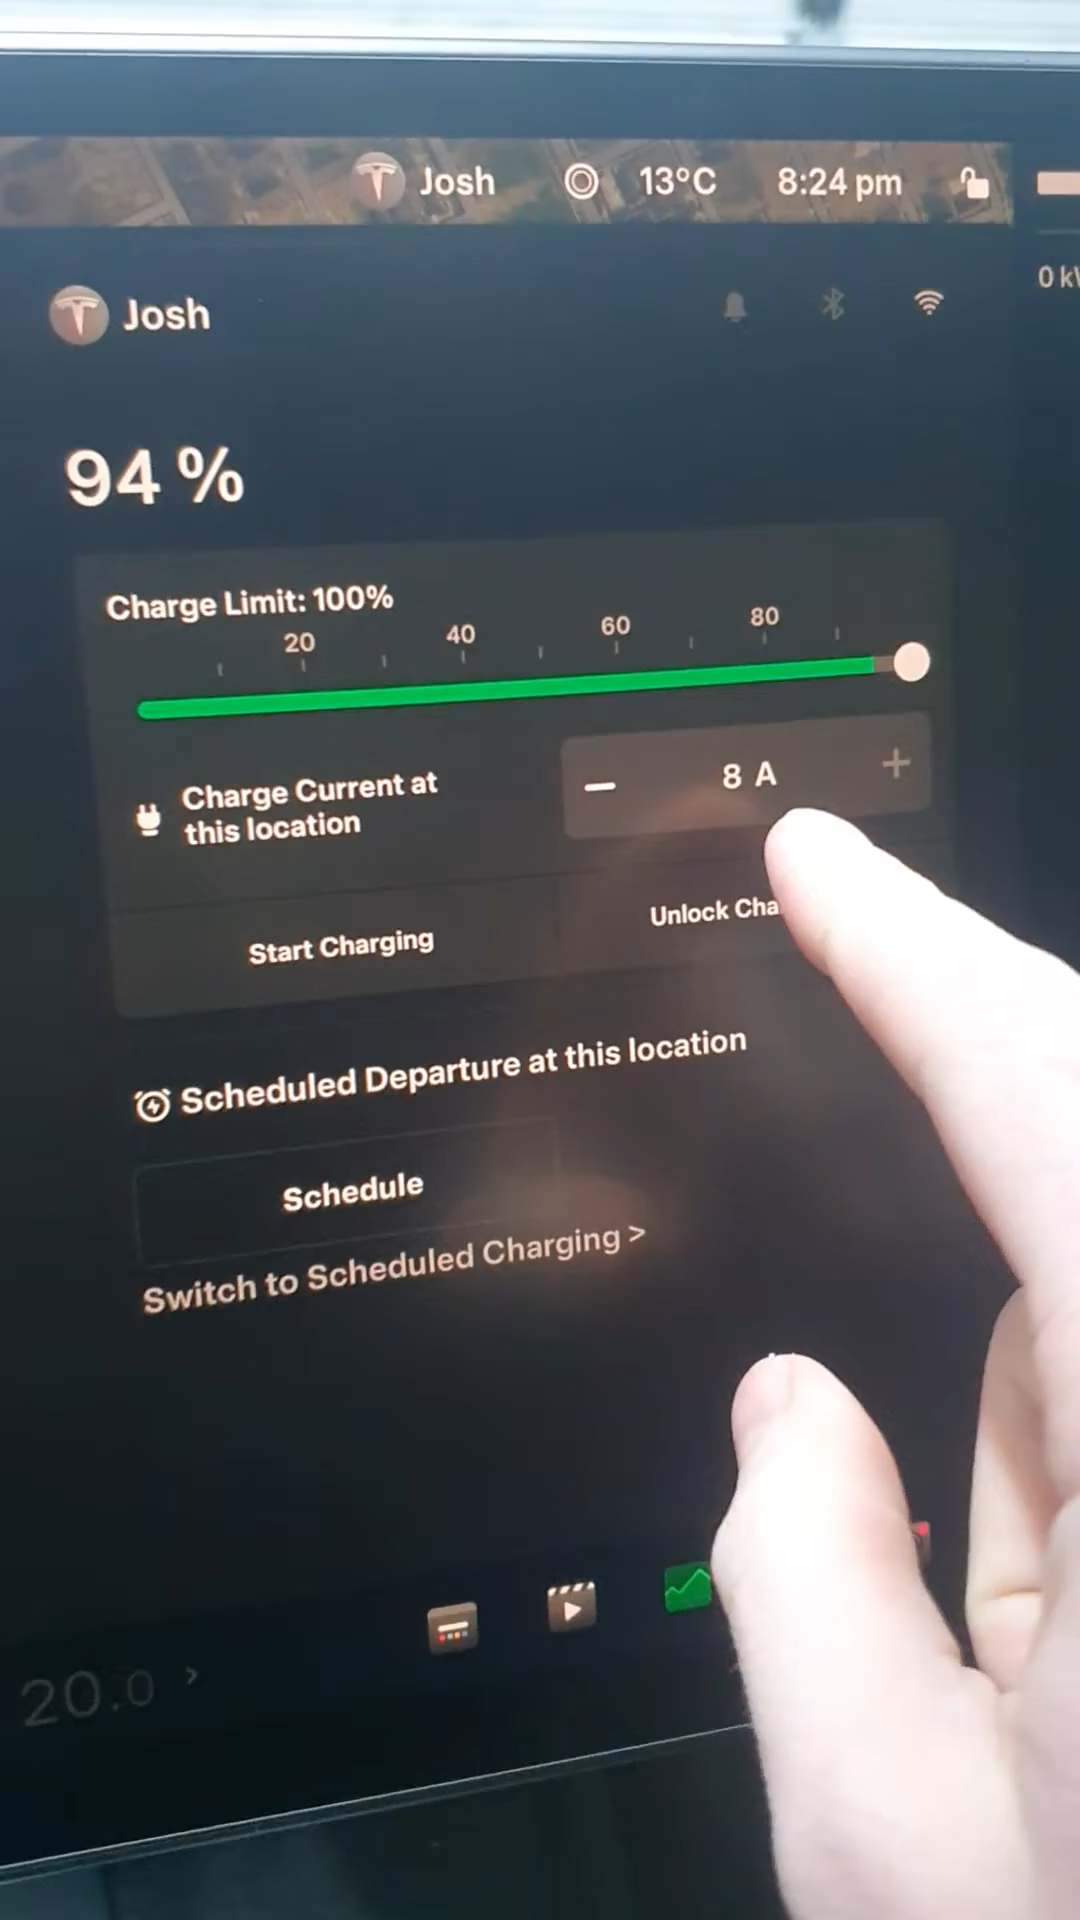 Josh 13°C 8:24 pm
0 k
Josh
94 %
Charge Limit: 100%
20 40 60 80
Charge Current at
this location
— 8 A +
Start Charging
Unlock Cha
Scheduled Departure at this location
Schedule
Switch to Scheduled Charging >
20.0 >